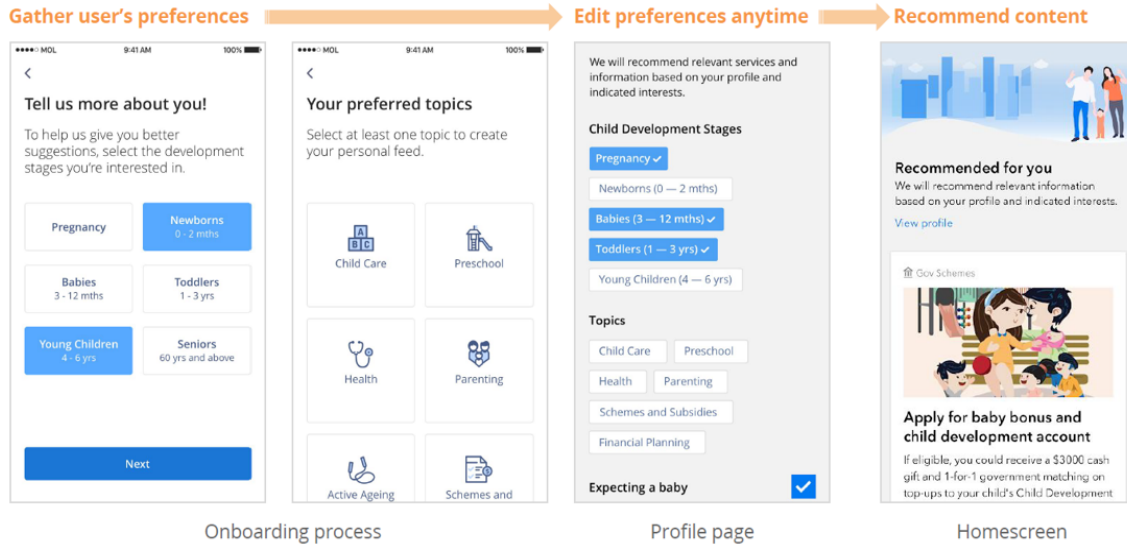 Gather user's preferences
Edit preferences anytime
Recommend content
MOL 9:41 AM 100%
Tell us more about you!
To help us give you better
suggestions, select the development
stages you're interested in.
Pregnancy
Newborns
0 - 2 mths
Babies
3 - 12 mths
Toddlers
1 - 3 yrs
Young Children
4 - 6 yrs
Seniors
60 yrs and above
Next
MOL 9:41 AM 100%
Your preferred topics
Select at least one topic to create
your personal feed.
Child Care
Preschool
Health
Parenting
Active Ageing
Schemes and
A
B C
Onboarding process
We will recommend relevant services and
information based on your profile and
indicated interests.
Child Development Stages
Pregnancy ✓
Newborns (0 — 2 mths)
Babies (3 — 12 mths) ✓
Toddlers (1 — 3 yrs) ✓
Young Children (4 — 6 yrs)
Topics
Child Care
Preschool
Health
Parenting
Schemes and Subsidies
Financial Planning
Expecting a baby
Profile page
Recommended for you
We will recommend relevant information
based on your profile and indicated interests.
View profile
Gov Schemes
Apply for baby bonus and
child development account
If eligible, you could receive a $3000 cash
gift and 1-for-1 government matching on
top-ups to your child's Child Development
Homescreen